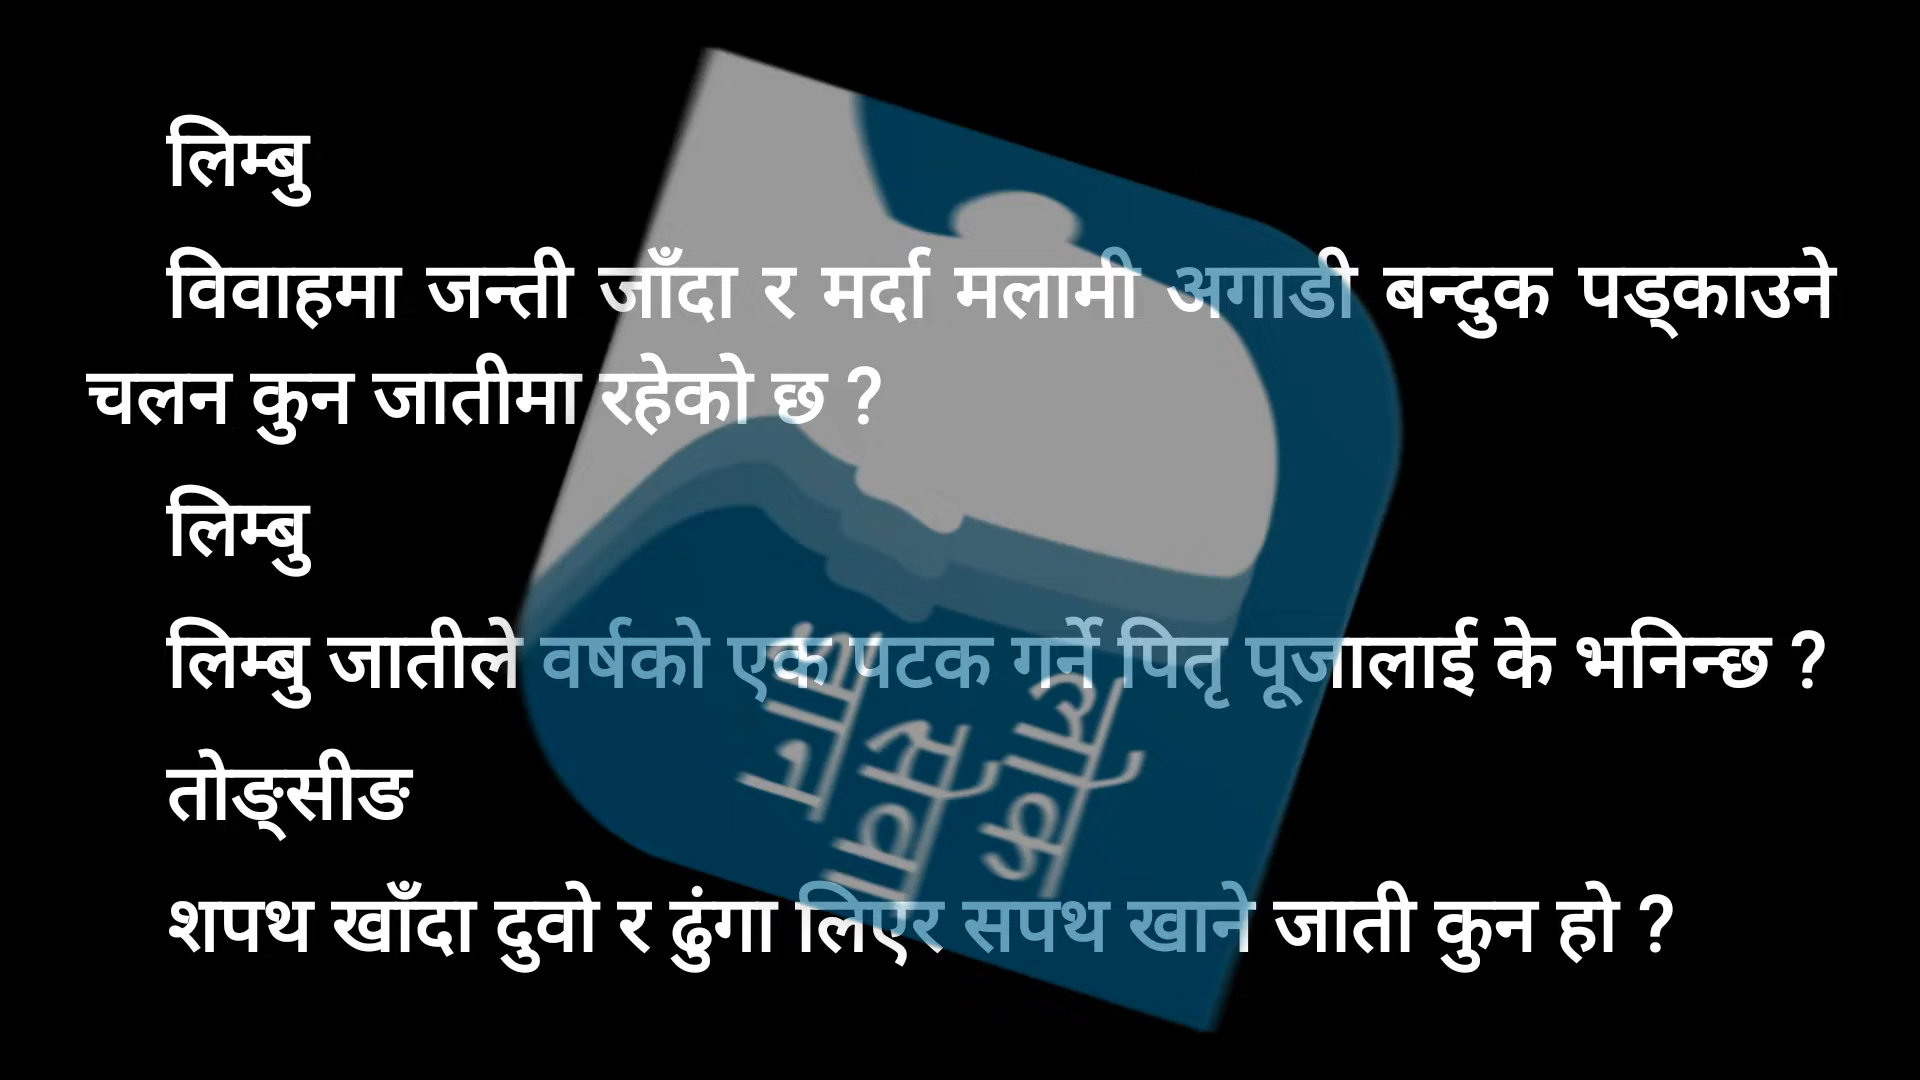 लिम्बु
विवाहमा जन्ती जाँदा र मर्दा मलामी अगाडी बन्दुक पड्काउने
चलन कुन जातीमा रहेको छ ?
लिम्बु
लिम्बु जातीले वर्षको एक पटक गर्ने पितृ पूजालाई के भनिन्छ ?
तोङ्सीङ
शपथ खाँदा दुवो र ढुंगा लिएर सपथ खाने जाती कुन हो ?